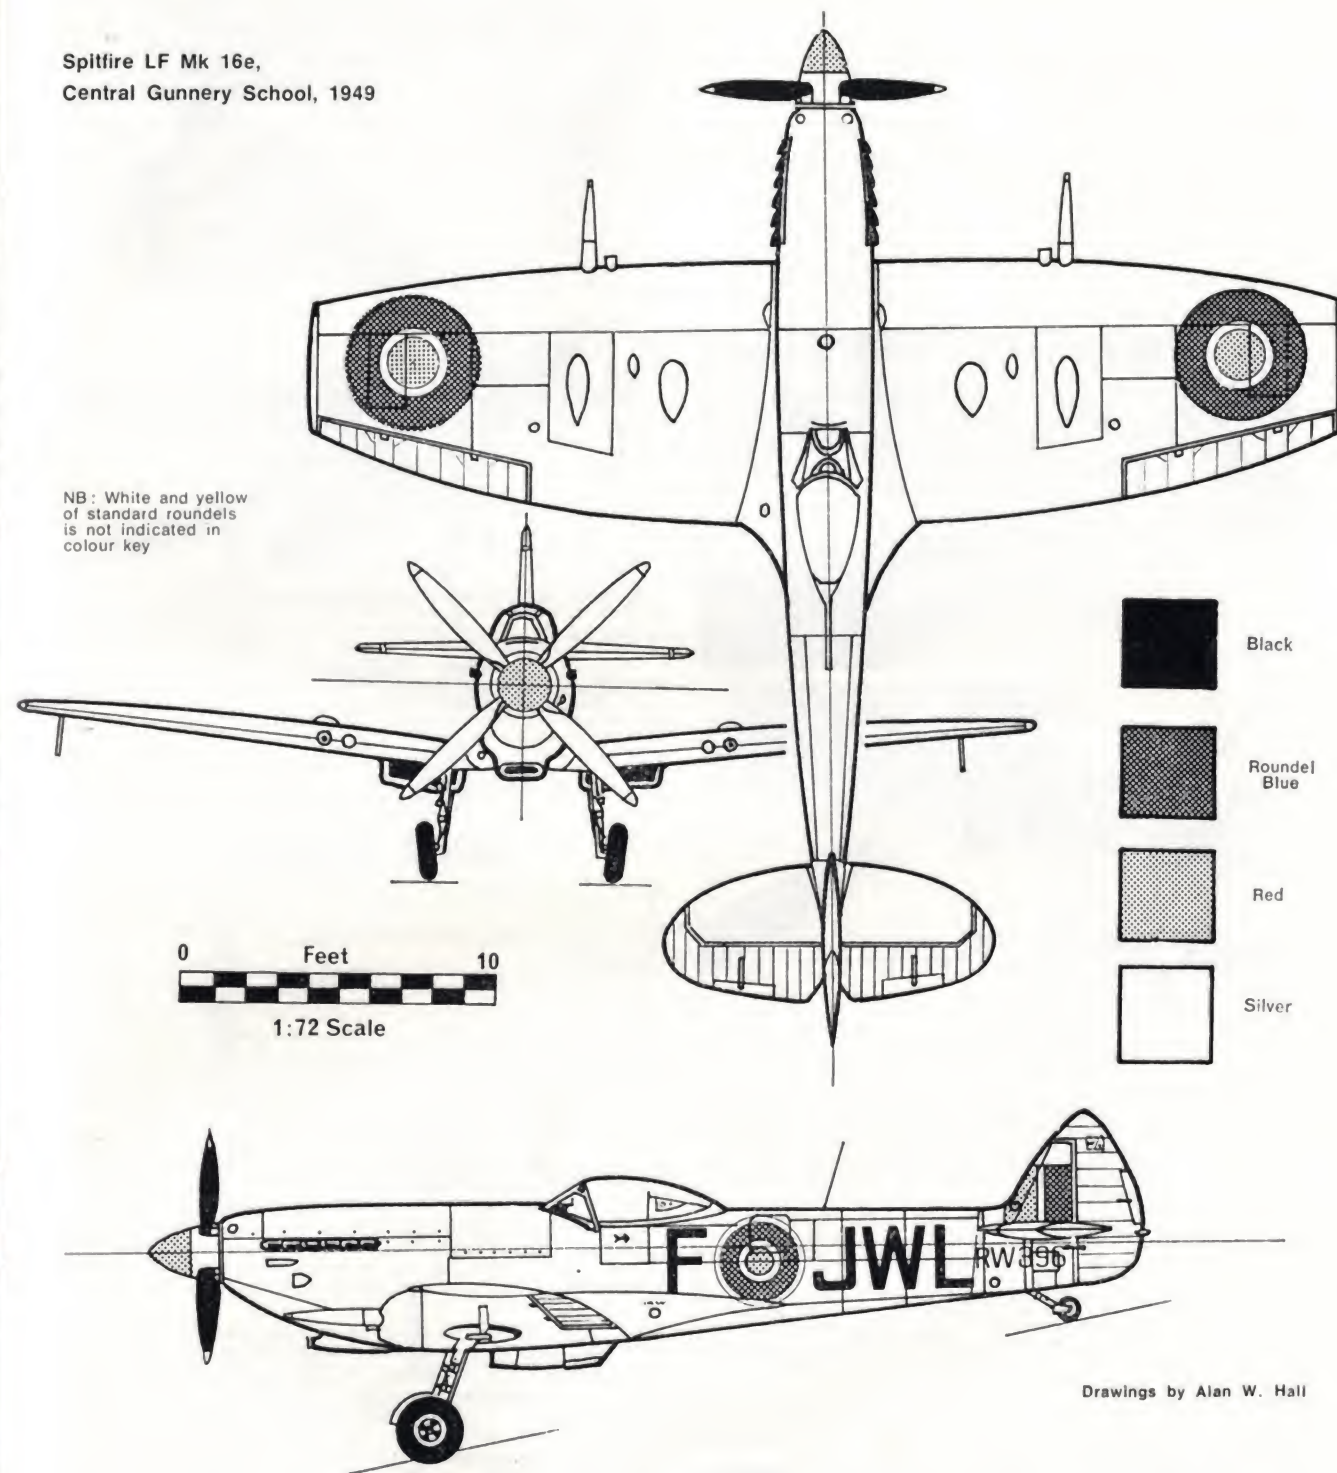 Spitfire LF Mk 16e,
Central Gunnery School, 1949
NB: White and yellow
of standard roundels
is not indicated in
colour key
Black
Roundel
Blue
Red
Silver
0 Feet 10
1:72 Scale
F JWL RW396
Drawings by Alan W. Hall